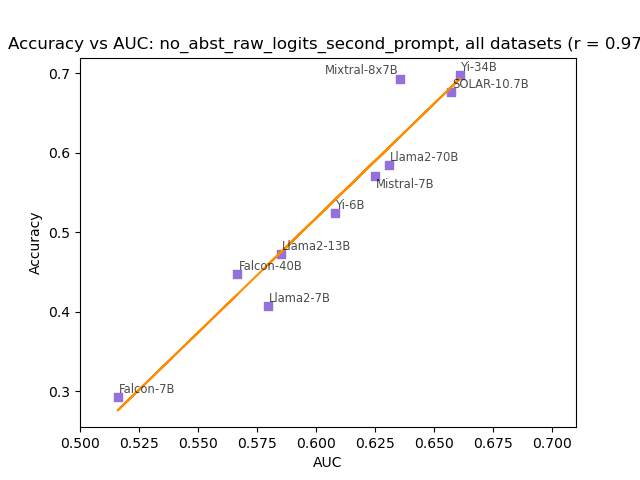 Accuracy vs AUC: no_abst_raw_logits_second_prompt, all datasets (r = 0.97
0.7
0.6
0.5
0.4
0.3
Accuracy
Mixtral-8x7B
Yi-34B
SOLAR-10.7B
Llama2-70B
Mistral-7B
Yi-6B
Llama2-13B
Falcon-40B
Llama2-7B
Falcon-7B
0.500 0.525 0.550 0.575 0.600 0.625 0.650 0.675 0.700
AUC